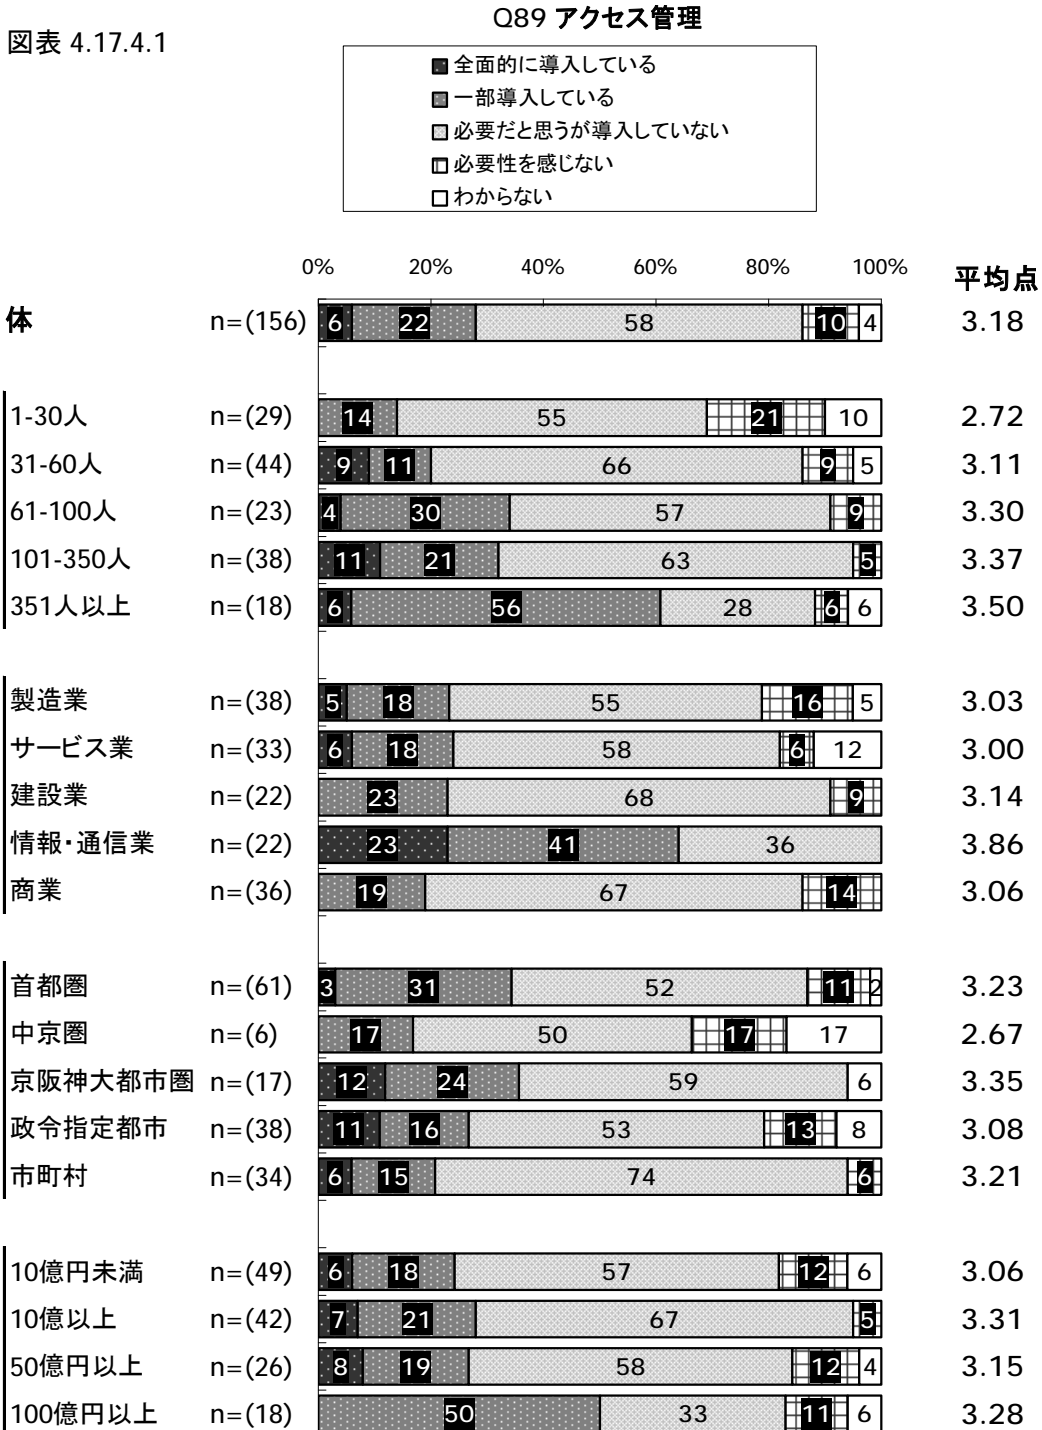 Q89 アクセス管理
図表 4.17.4.1
全面的に導入している
一部導入している
必要だと思うが導入していない
必要性を感じない
わからない
0% 20% 40% 60% 80% 100% 平均点
体 n=(156) 6 22 58 10 4 3.18
1-30人 n=(29) 14 55 21 10 2.72
31-60人 n=(44) 9 11 66 9 5 3.11
61-100人 n=(23) 4 30 57 9 3.30
101-350人 n=(38) 11 21 63 5 3.37
351人以上 n=(18) 6 56 28 6 6 3.50
製造業 n=(38) 5 18 55 16 5 3.03
サービス業 n=(33) 6 18 58 6 12 3.00
建設業 n=(22) 23 68 9 3.14
情報・通信業 n=(22) 23 41 36 3.86
商業 n=(36) 19 67 14 3.06
首都圏 n=(61) 3 31 52 11 2 3.23
中京圏 n=(6) 17 50 17 17 2.67
京阪神大都市圏 n=(17) 12 24 59 6 3.35
政令指定都市 n=(38) 11 16 53 13 8 3.08
市町村 n=(34) 6 15 74 6 3.21
10億円未満 n=(49) 6 18 57 12 6 3.06
10億以上 n=(42) 7 21 67 5 3.31
50億円以上 n=(26) 8 19 58 12 4 3.15
100億円以上 n=(18) 50 33 11 6 3.28